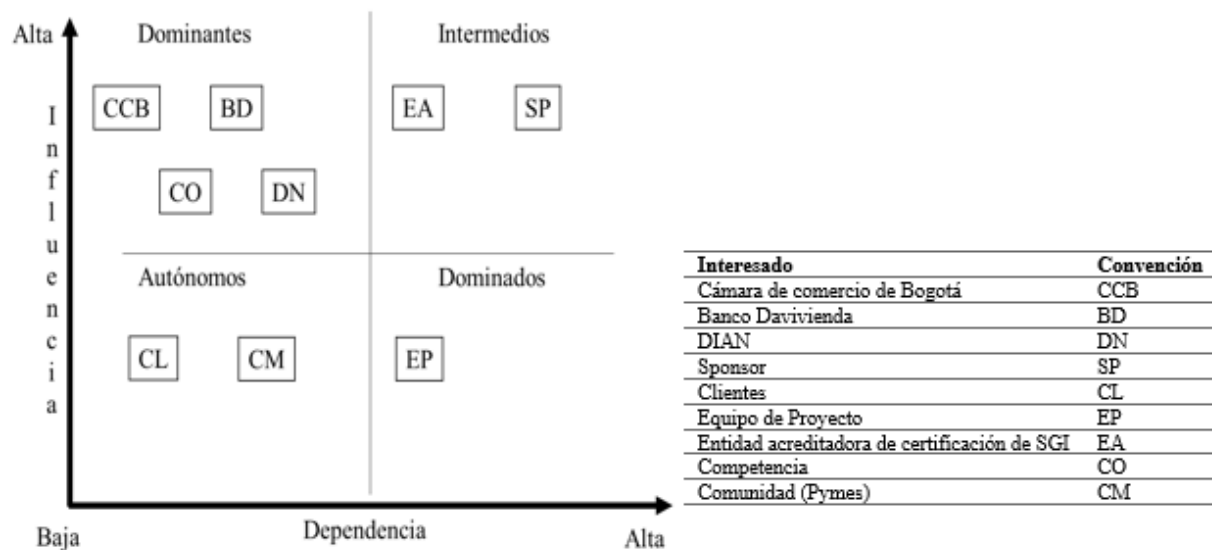 Alta
Dominantes
Intermedios
CCB
BD
EA
SP
CO
DN
Influencia
Autónomos
Dominados
CL
CM
EP
Baja
Dependencia
Alta
Interesado Convención
Cámara de comercio de Bogotá CCB
Banco Davivienda BD
DIAN DN
Sponsor SP
Clientes CL
Equipo de Proyecto EP
Entidad acreditadora de certificación de SGI EA
Competencia CO
Comunidad (Pymes) CM